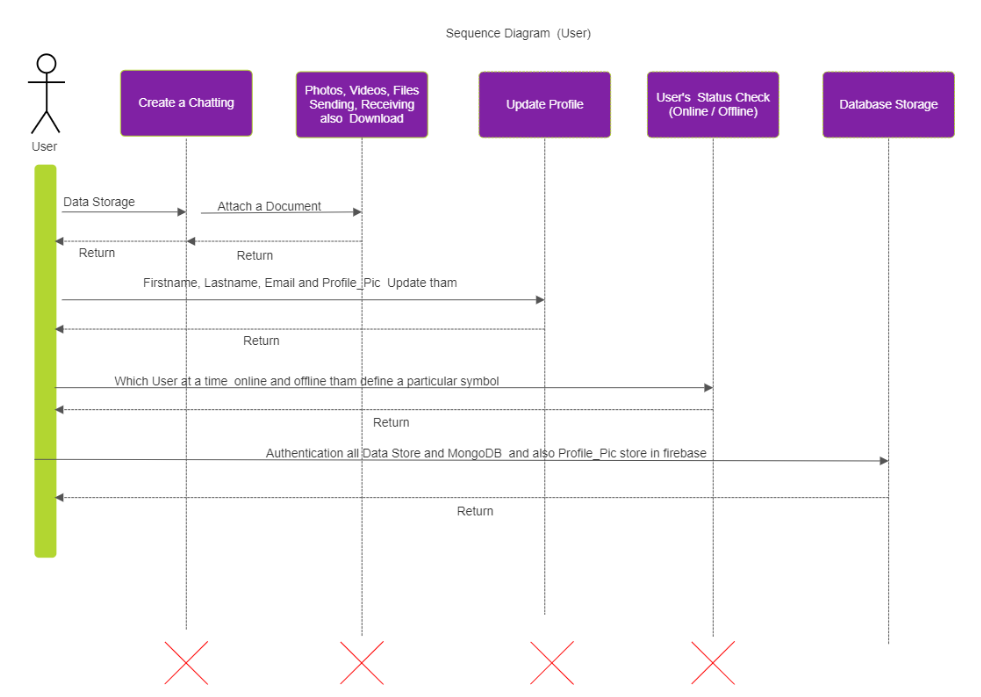 Sequence Diagram (User)
Create a Chatting
Photos, Videos, Files
Sending, Receiving
also Download
Update Profile
User's Status Check
(Online / Offline)
Database Storage
User
Data Storage
Attach a Document
Return
Return
Firstname, Lastname, Email and Profile_Pic Update tham
Return
Which User at a time online and offline tham define a particular symbol
Return
Authentication all Data Store and MongoDB and also Profile_Pic store in firebase
Return